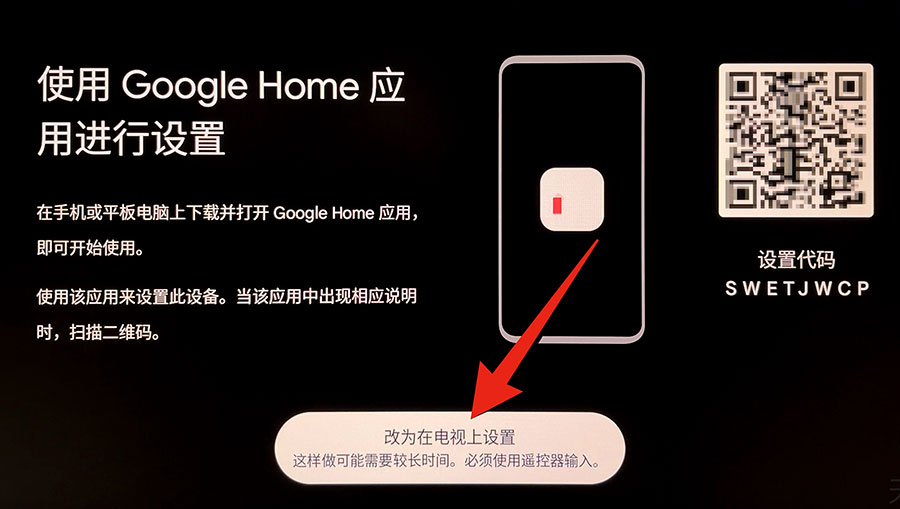 使用 Google Home 应
用进行设置
在手机或平板电脑上下载并打开 Google Home 应用，
即可开始使用。
使用该应用来设置此设备。当该应用中出现相应说明
时，扫描二维码。
设置代码
SWETJWCP
改为在电视上设置
这样做可能需要较长时间。必须使用遥控器输入。